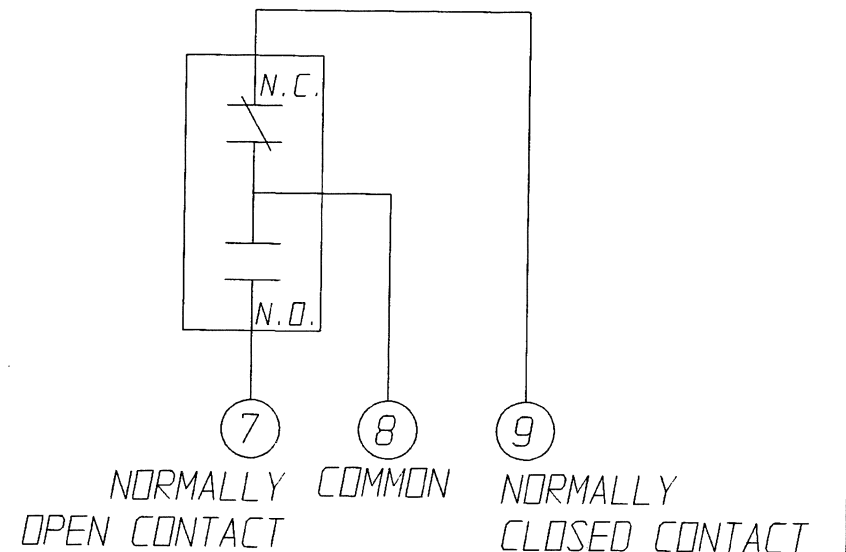 N.C.
N.O.
7 8 9
NORMALLY COMMON NORMALLY
OPEN CONTACT CLOSED CONTACT